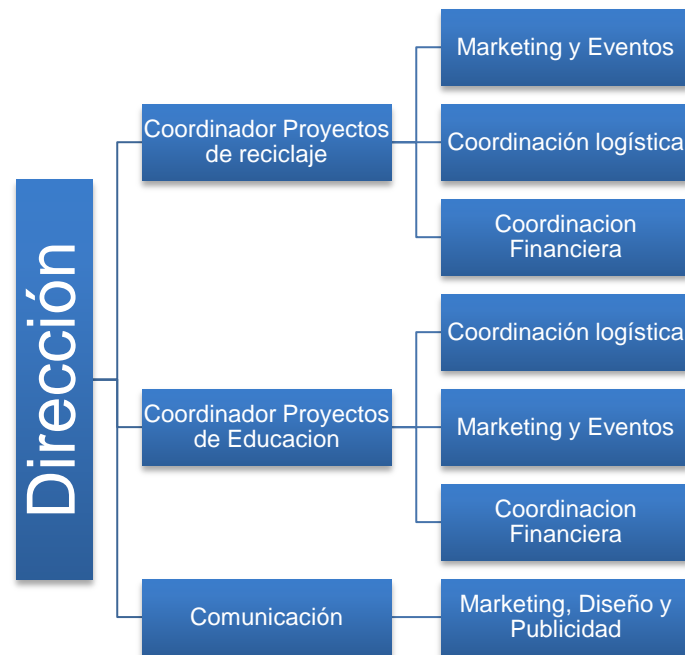 Dirección
Coordinador Proyectos
de reciclaje
Marketing y Eventos
Coordinación logística
Coordinacion
Financiera
Coordinador Proyectos
de Educacion
Coordinación logística
Marketing y Eventos
Coordinacion
Financiera
Comunicación
Marketing, Diseño y
Publicidad